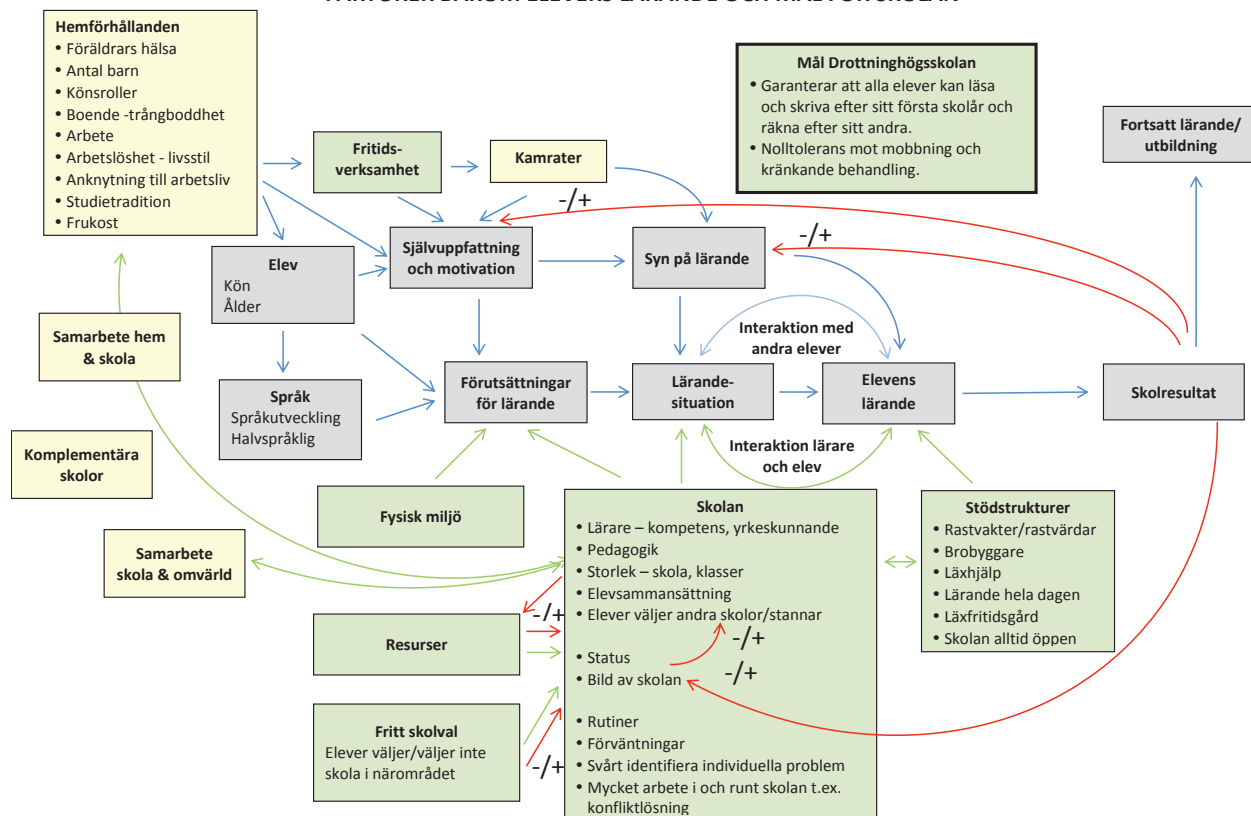 Hemförhållanden
• Föräldrars hälsa
• Antal barn
• Könsroller
• Boende -trångboddhet
• Arbete
• Arbetslöshet - livsstil
• Anknytning till arbetsliv
• Studietradition
• Frukost
Fritids-
verksamhet
Kamrater
Mål Drottninghögsskolan
• Garanterar att alla elever kan läsa
och skriva efter sitt första skolår och
räkna efter sitt andra.
• Nolltolerans mot mobbning och
kränkande behandling.
Fortsatt lärande/
utbildning
-/+
-/+
Elev
Kön
Ålder
Självuppfattning
och motivation
Syn på lärande
Samarbete hem
& skola
Interaktion med
andra elever
Språk
Språkutveckling
Halvspråklig
Förutsättningar
för lärande
Lärande-
situation
Elevens
lärande
Skolresultat
Komplementära
skolor
Interaktion lärare
och elev
Fysisk miljö
Samarbete
skola & omvärld
Skolan
• Lärare – kompetens, yrkeskunnande
• Pedagogik
• Storlek – skola, klasser
• Elevsammansättning
• Elever väljer andra skolor/stannar
-/+
• Status
• Bild av skolan
-/+
• Rutiner
• Förväntningar
• Svårt identifiera individuella problem
• Mycket arbete i och runt skolan t.ex.
konfliktlösning
Stödstrukturer
• Rastvakter/rastvärdar
• Brobyggare
• Läxhjälp
• Lärande hela dagen
• Läxfritidsgård
• Skolan alltid öppen
Resurser
-/+
Fritt skolval
Elever väljer/väljer inte
skola i närområdet
-/+